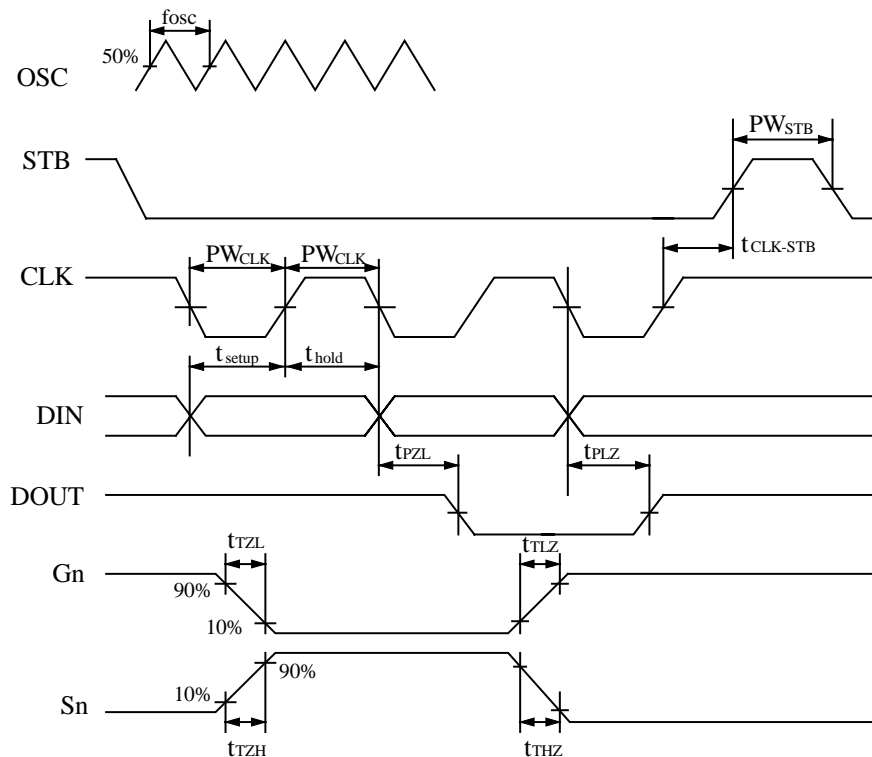 fosc
50%
OSC
PWSTB
STB
tCLK-STB
PWCLK PWCLK
CLK
tsetup thold
DIN
tPZL tPLZ
DOUT
tTZL tTLZ
Gn
90%
10%
90%
10%
Sn
tTZH tTHZ